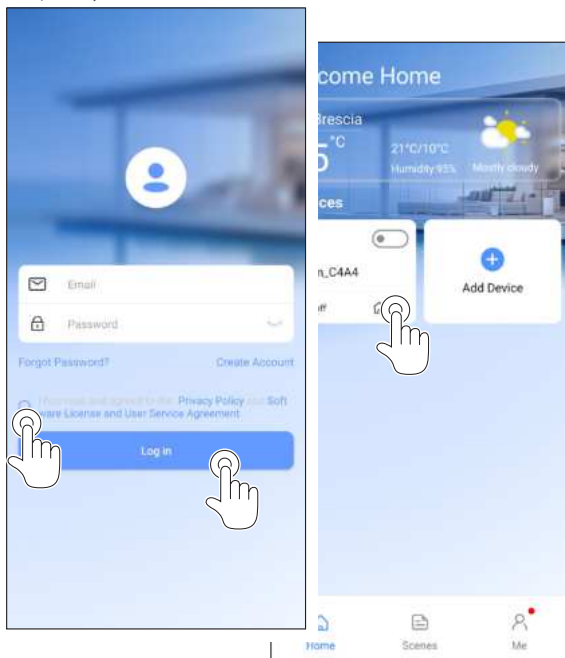 Email
Password
Forgot Password?
Create Account
Privacy Policy
Soft
ware License and User Service Agreement
Log in
come Home
Brescia
°C
21°C/10°C
Humidity:95%
Mostly cloudy
ces
n_C4A4
Add Device
ff
Home
Scenes
Me